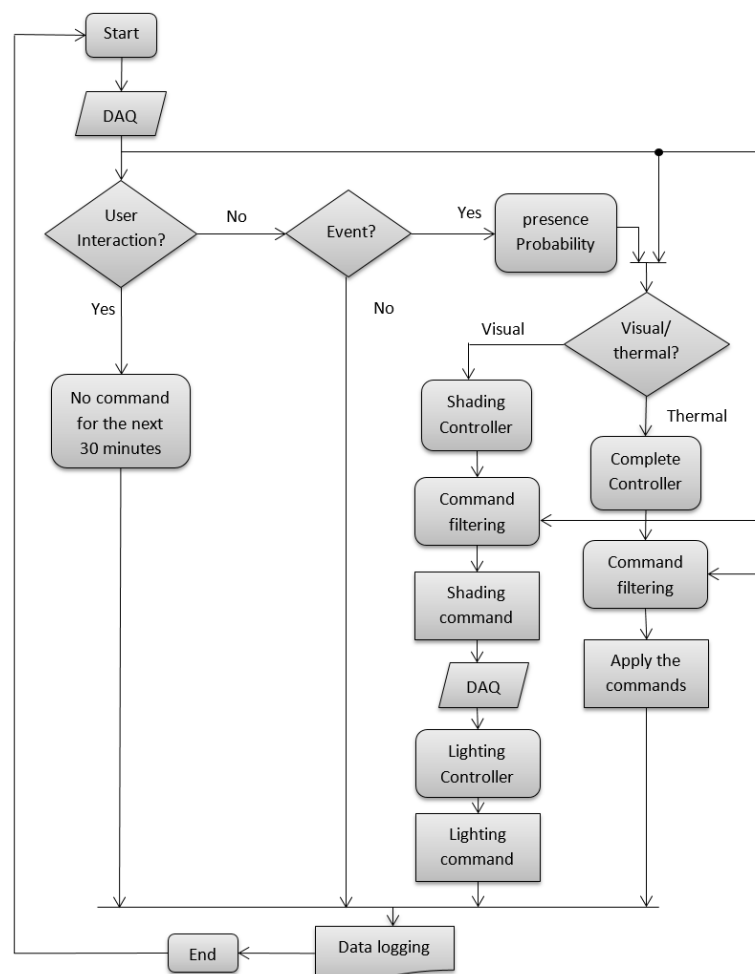 Start
DAQ
User
Interaction?
No
Event?
Yes
presence
Probability
Yes
No
Visual
Visual/
thermal?
Thermal
No command
for the next
30 minutes
Shading
Controller
Complete
Controller
Command
filtering
Command
filtering
Shading
command
Apply the
commands
DAQ
Lighting
Controller
Lighting
command
Data logging
End